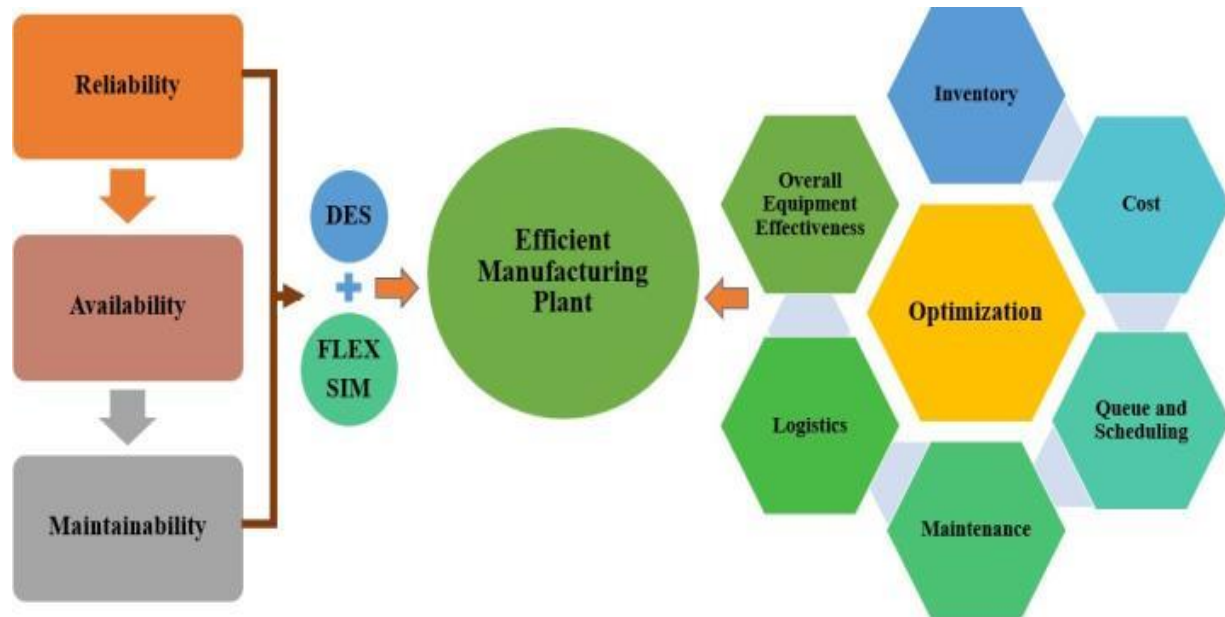 Reliability
Availability
Maintainability
DES
+
FLEX
SIM
Efficient
Manufacturing
Plant
Overall
Equipment
Effectiveness
Inventory
Cost
Optimization
Logistics
Queue and
Scheduling
Maintenance